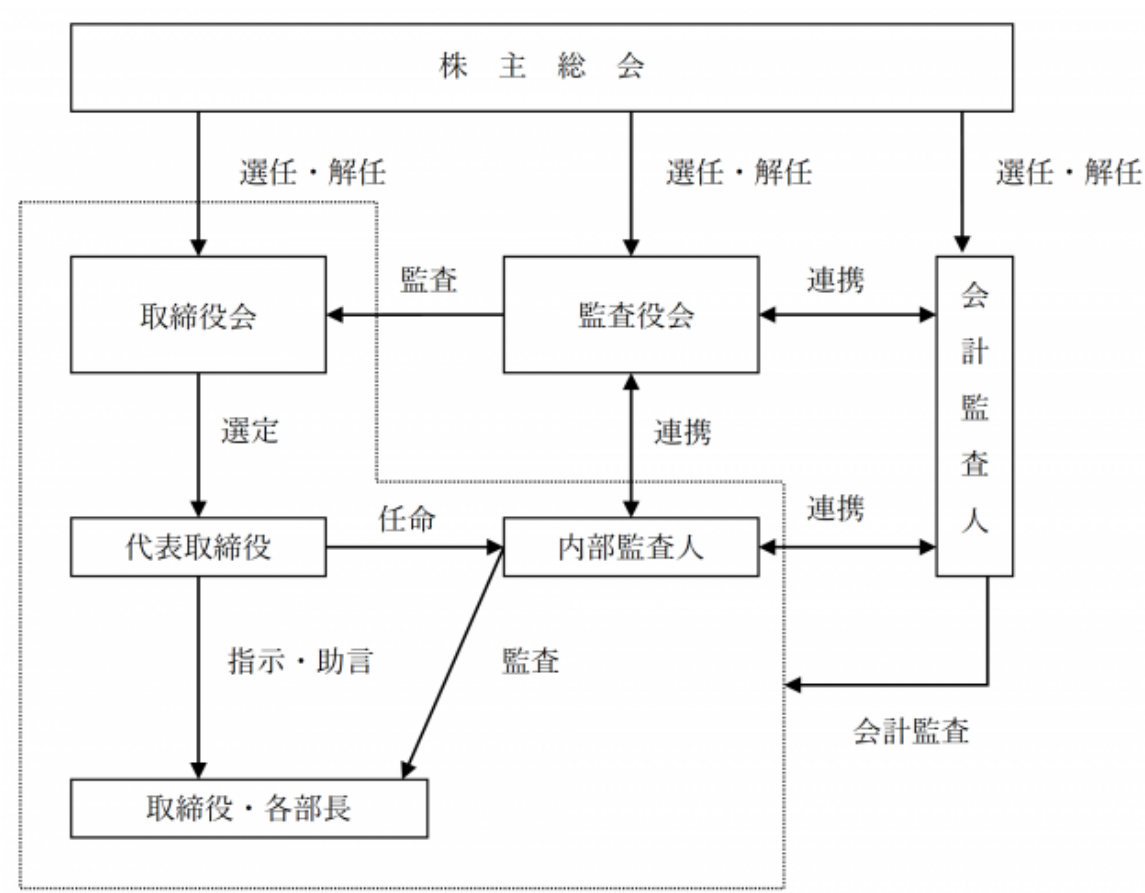 株主総会
選任・解任
選任・解任
選任・解任
取締役会
監査
監査役会
連携
会計監査人
選定
連携
代表取締役
任命
内部監査人
連携
指示・助言
監査
会計監査
取締役・各部長